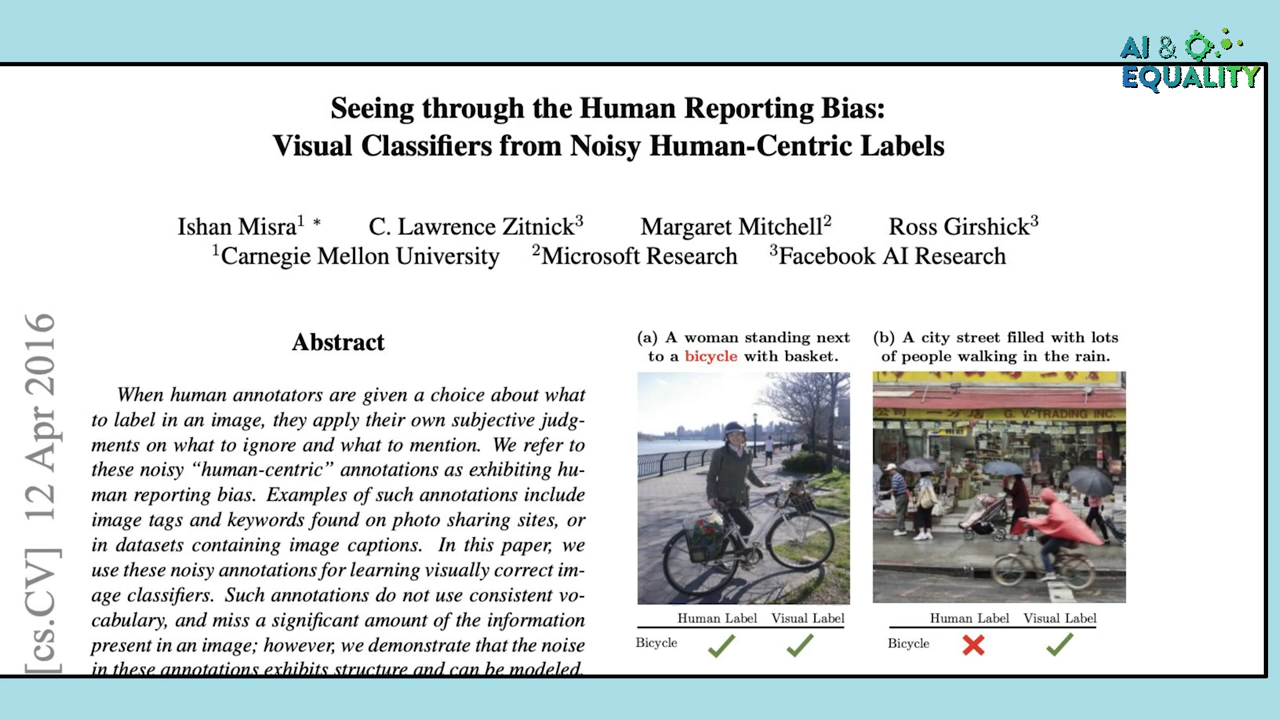 AI &
EQUALITY
Seeing through the Human Reporting Bias:
Visual Classifiers from Noisy Human-Centric Labels
Ishan Misra1 * C. Lawrence Zitnick3 Margaret Mitchell2 Ross Girshick3
1Carnegie Mellon University 2Microsoft Research 3Facebook AI Research
[cs.CV] 12 Apr 2016
Abstract
When human annotators are given a choice about what
to label in an image, they apply their own subjective judg-
ments on what to ignore and what to mention. We refer to
these noisy “human-centric” annotations as exhibiting hu-
man reporting bias. Examples of such annotations include
image tags and keywords found on photo sharing sites, or
in datasets containing image captions. In this paper, we
use these noisy annotations for learning visually correct im-
age classifiers. Such annotations do not use consistent vo-
cabulary, and miss a significant amount of the information
present in an image; however, we demonstrate that the noise
in these annotations exhibits structure and can be modeled.
(a) A woman standing next
to a bicycle with basket.
Human Label Visual Label
Bicycle
(b) A city street filled with lots
of people walking in the rain.
公司 一分店 G. V. TRADING INC.
Human Label Visual Label
Bicycle